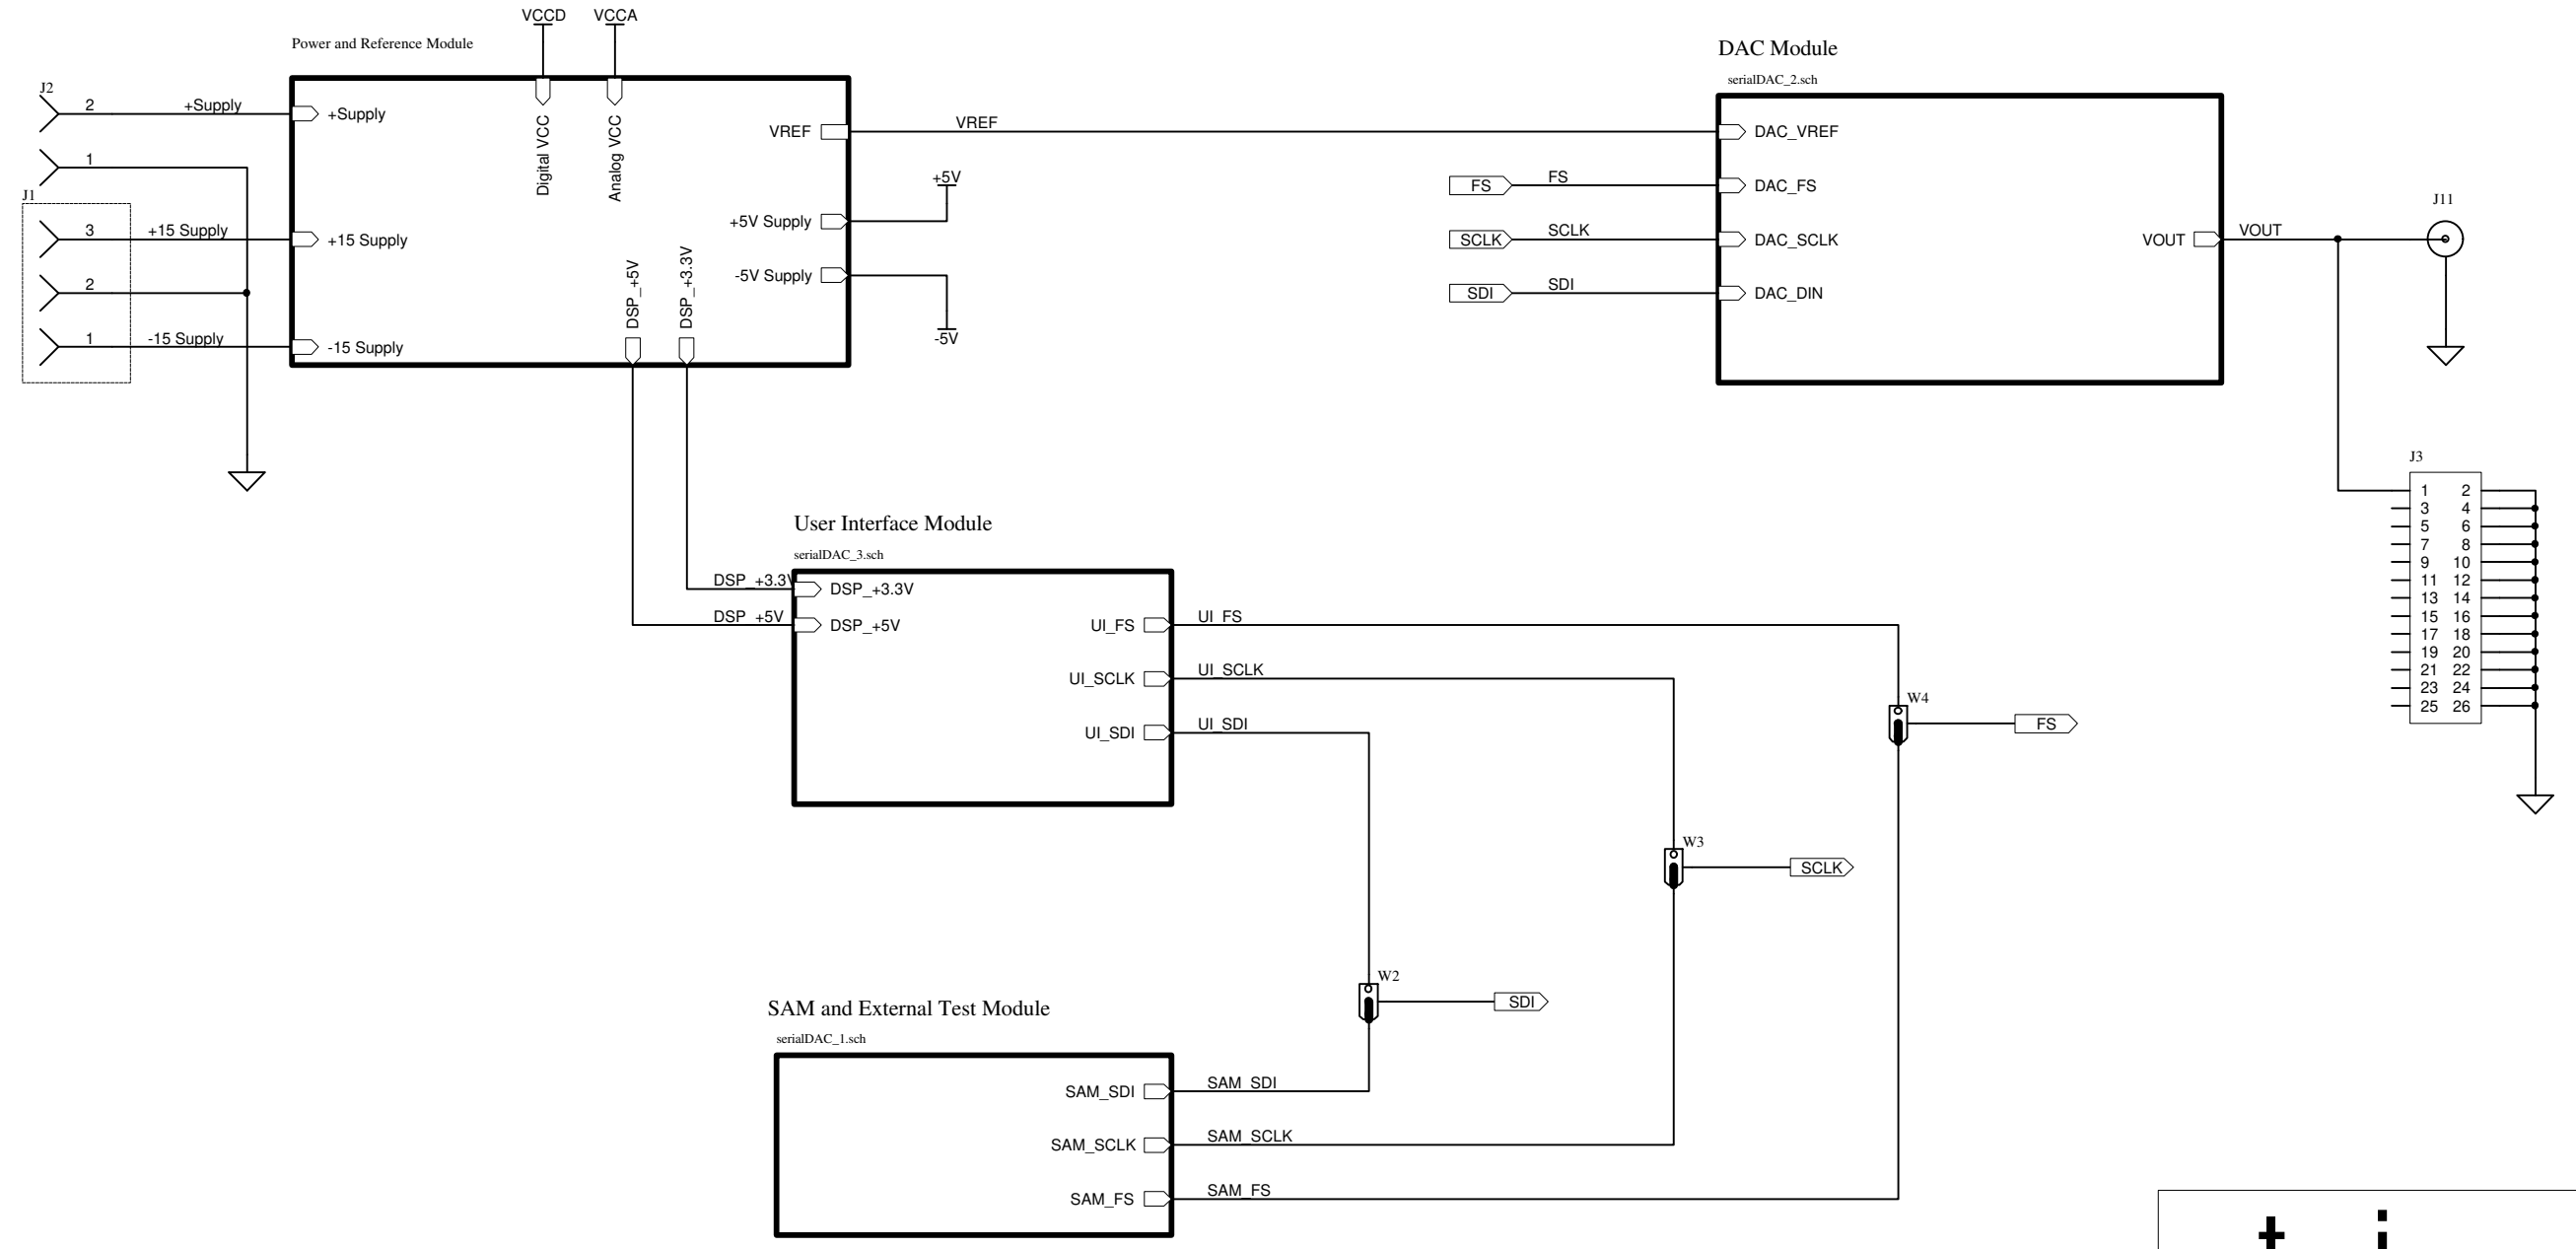 VCCD VCCA
Power and Reference Module
J2
2 +Supply
+Supply
1
J1
3 +15 Supply
+15 Supply
2
1 -15 Supply
-15 Supply
Digital VCC
Analog VCC
VREF
VREF
+5V Supply
+5V
-5V Supply
-5V
DSP_+5V
DSP_+3.3V
DAC Module
serialDAC_2.sch
DAC_VREF
FS FS DAC_FS
SCLK SCLK DAC_SCLK
SDI SDI DAC_DIN
VOUT VOUT
J11
J3
1 2
3 4
5 6
7 8
9 10
11 12
13 14
15 16
17 18
19 20
21 22
23 24
25 26
User Interface Module
serialDAC_3.sch
DSP_+3.3V DSP_+3.3V
DSP_+5V DSP_+5V
UI_FS UI_FS
UI_SCLK UI_SCLK
UI_SDI UI_SDI
W4
FS
W3
SCLK
W2
SDI
SAM and External Test Module
serialDAC_1.sch
SAM_SDI SAM_SDI
SAM_SCLK SAM_SCLK
SAM_FS SAM_FS